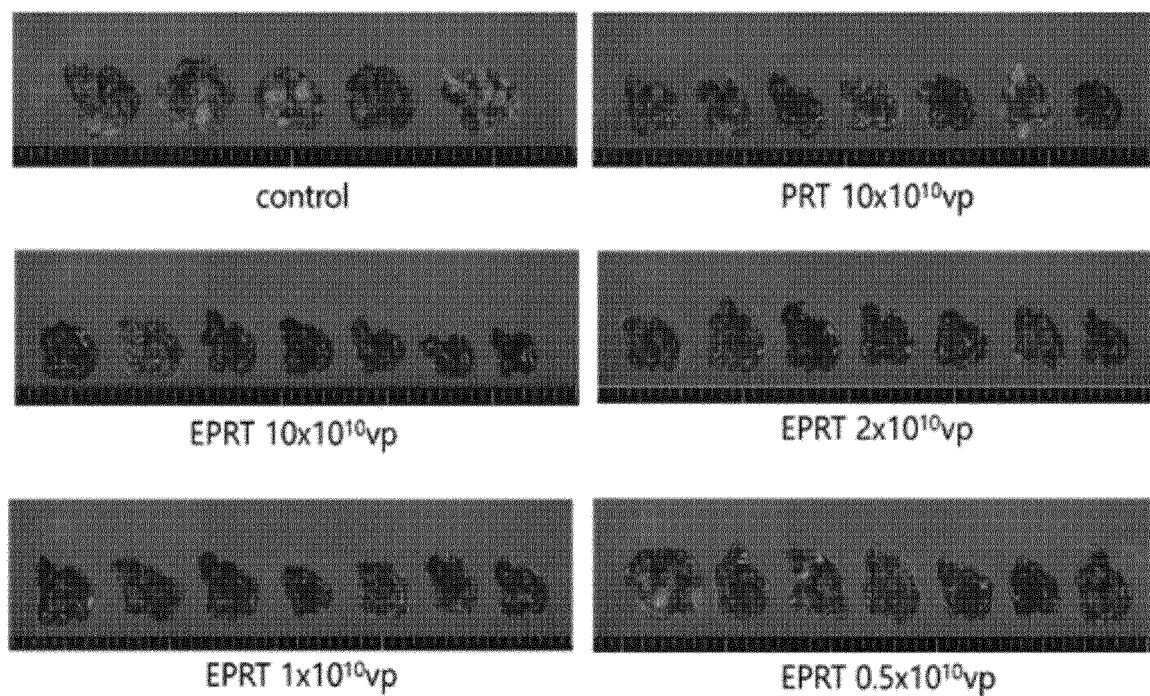 control
PRT 10x10¹⁰vp
EPRT 10x10¹⁰vp
EPRT 2x10¹⁰vp
EPRT 1x10¹⁰vp
EPRT 0.5x10¹⁰vp